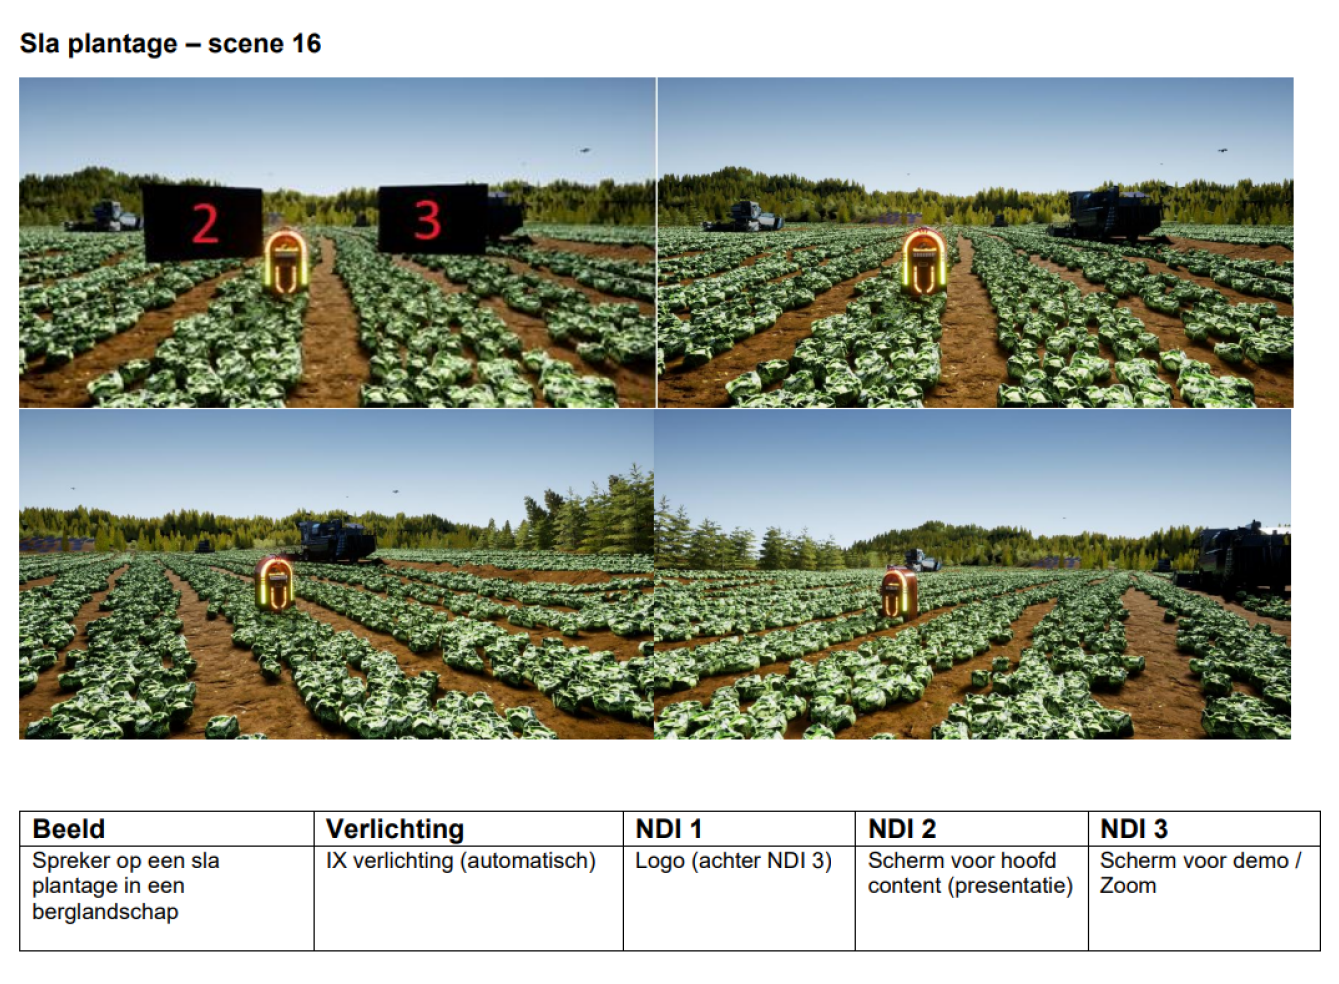 Sla plantage – scene 16
2
3
Beeld
Verlichting
NDI 1
NDI 2
NDI 3
Spreker op een sla
plantage in een
berglandschap
IX verlichting (automatisch)
Logo (achter NDI 3)
Scherm voor hoofd
content (presentatie)
Scherm voor demo /
Zoom